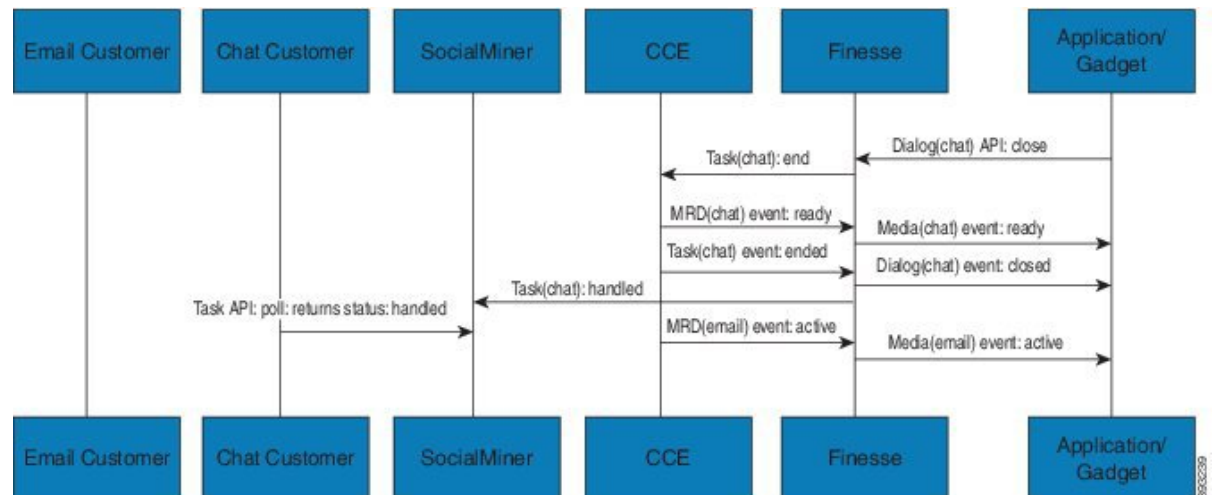 Email Customer
Chat Customer
SocialMiner
CCE
Finesse
Application/
Gadget
Dialog(chat) API: close
Task(chat): end
MRD(chat) event: ready
Media(chat) event: ready
Task(chat) event: ended
Dialog(chat) event: closed
Task(chat): handled
Task API: poll: returns status: handled
MRD(email) event: active
Media(email) event: active
Email Customer
Chat Customer
SocialMiner
CCE
Finesse
Application/
Gadget
393239